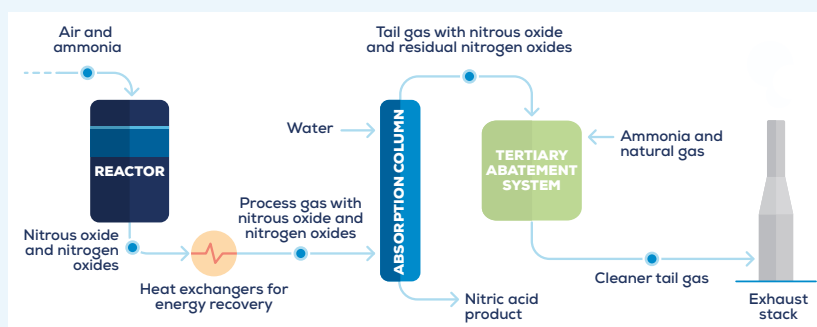 Air and
ammonia
REACTOR
Nitrous oxide
and nitrogen
oxides
Heat exchangers for
energy recovery
Process gas with
nitrous oxide and
nitrogen oxides
Water
ABSORPTION COLUMN
Nitric acid
product
Tail gas with nitrous oxide
and residual nitrogen oxides
TERTIARY
ABATEMENT
SYSTEM
Ammonia and
natural gas
Cleaner tail gas
Exhaust
stack